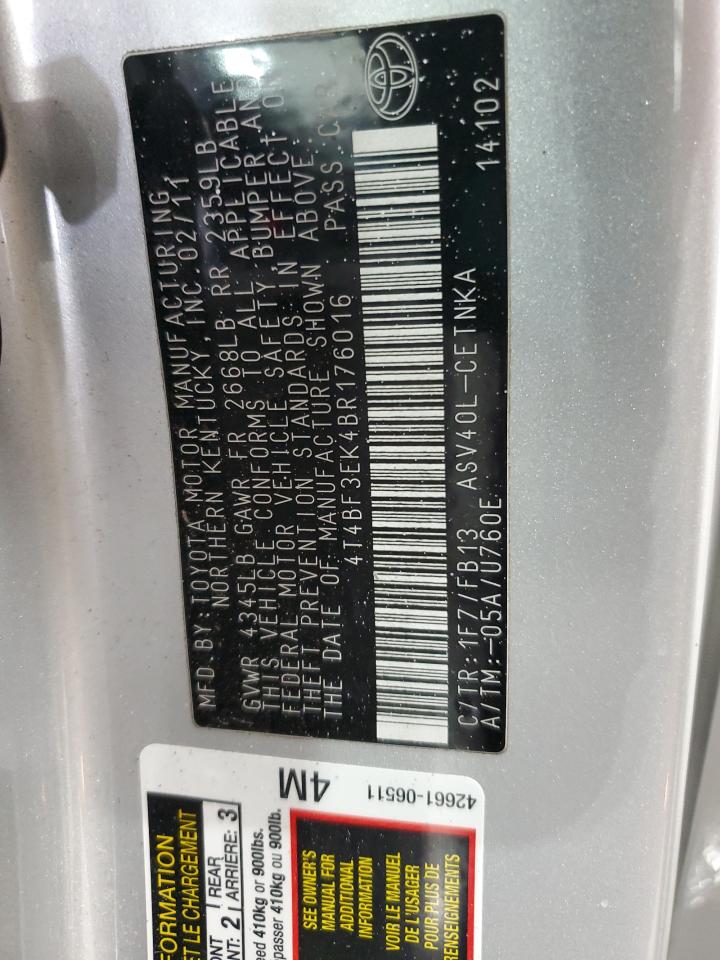 MFD. BY: TOYOTA MOTOR MANUFACTURING,
NORTHERN KENTUCKY, INC. 02/11
GVWR 4345LB GAWR FR 2668LB RR 2359LB
THIS VEHICLE CONFORMS TO ALL APPLICABLE
FEDERAL MOTOR VEHICLE SAFETY, BUMPER AND
THEFT PREVENTION STANDARDS IN EFFECT ON
THE DATE OF MANUFACTURE SHOWN ABOVE.
4T4BF3EK4BR176016 PASS. CAR
C/TR: 1F7/FB13 ASV40L-CETNKA
A/TM: -05A/U760E 14102
4M
42661-06511
FORMATION
ET LE CHARGEMENT
ONT REAR
NT: 2 ARRIÈRE: 3
eed 410kg or 900lbs.
passer 410kg ou 900lb.
SEE OWNER'S
MANUAL FOR
ADDITIONAL
INFORMATION
VOIR LE MANUEL
DE L'USAGER
POUR PLUS DE
RENSEIGNEMENTS